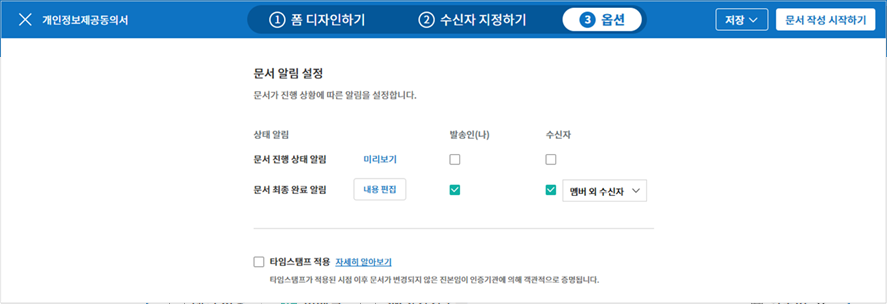 개인정보제공동의서
1 폼 디자인하기
2 수신자 지정하기
3 옵션
저장
문서 작성 시작하기
문서 알림 설정
문서가 진행 상황에 따른 알림을 설정합니다.
상태 알림 발송인(나) 수신자
문서 진행 상태 알림 미리보기
문서 최종 완료 알림 내용 편집 멤버 외 수신자
타임스탬프 적용 자세히 알아보기
타임스탬프가 적용된 시점 이후 문서가 변경되지 않은 진본임이 인증기관에 의해 객관적으로 증명됩니다.